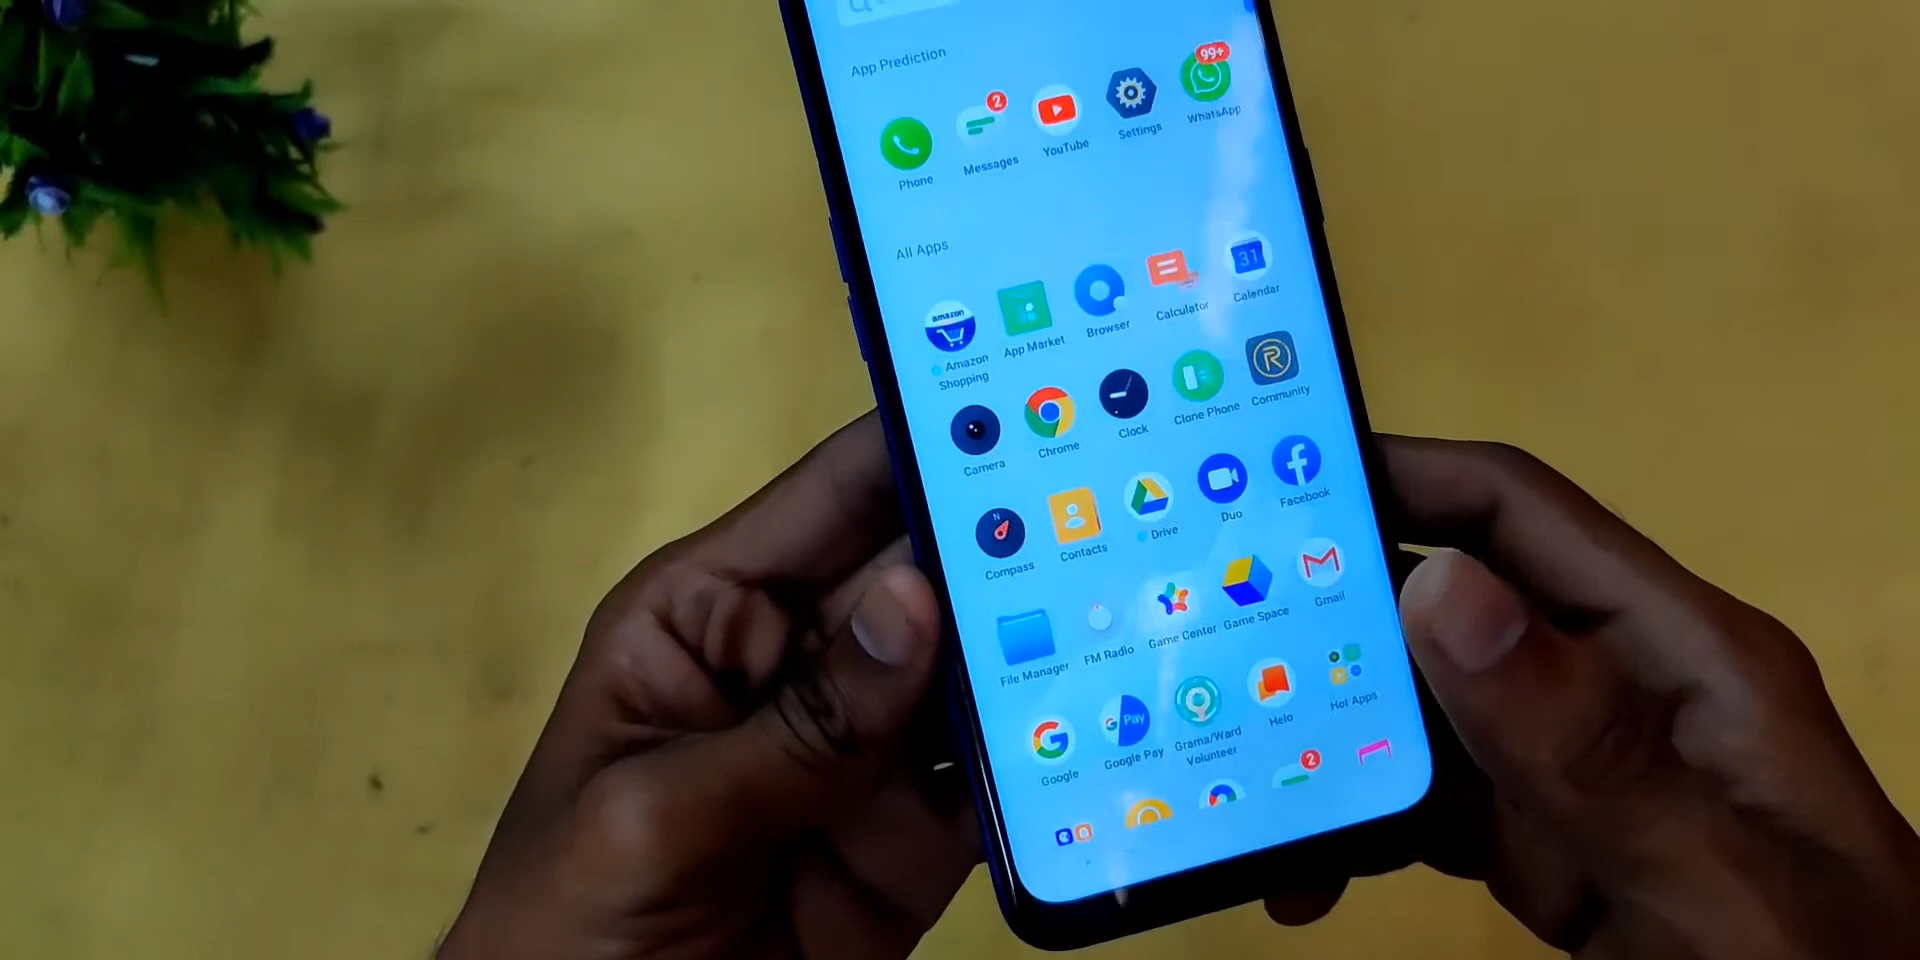 App Prediction
2
99+
Phone
Messages
YouTube
Settings
WhatsApp
All Apps
amazon
31
Amazon
Shopping
App Market
Browser
Calculator
Calendar
R
Camera
Chrome
Clock
Clone Phone
Community
N
Compass
Contacts
Drive
Duo
Facebook
File Manager
FM Radio
Game Center
Game Space
Gmail
G
G Pay
Google
Google Pay
Grama/Ward
Volunteer
Helo
Hot Apps
2